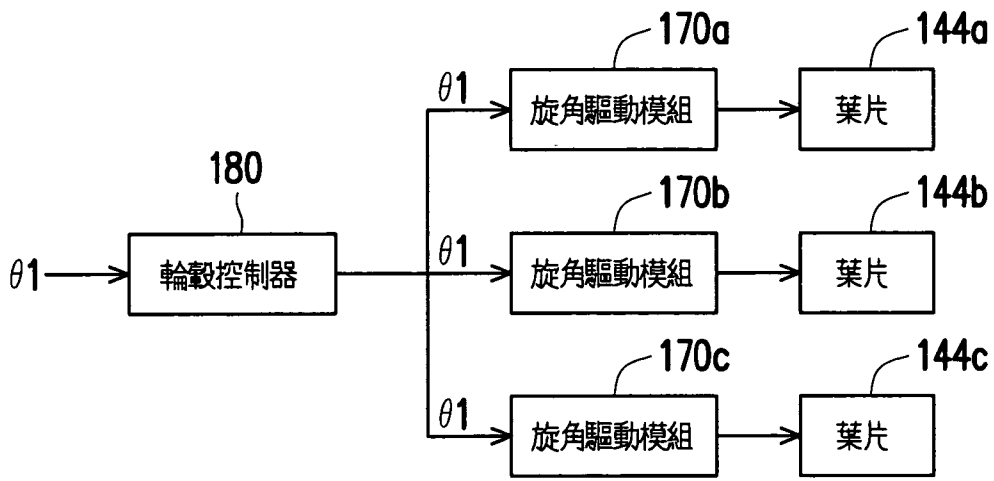 170a
144a
θ1
旋角驅動模組
葉片
180
170b
144b
θ1
輪轂控制器
θ1
旋角驅動模組
葉片
170c
144c
θ1
旋角驅動模組
葉片